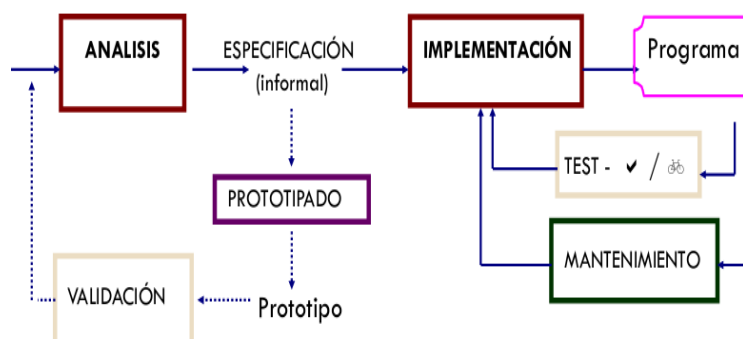 ANALISIS
ESPECIFICACIÓN
(informal)
IMPLEMENTACIÓN
Programa
TEST - ✔ / 🚲
PROTOTIPADO
MANTENIMIENTO
VALIDACIÓN
Prototipo